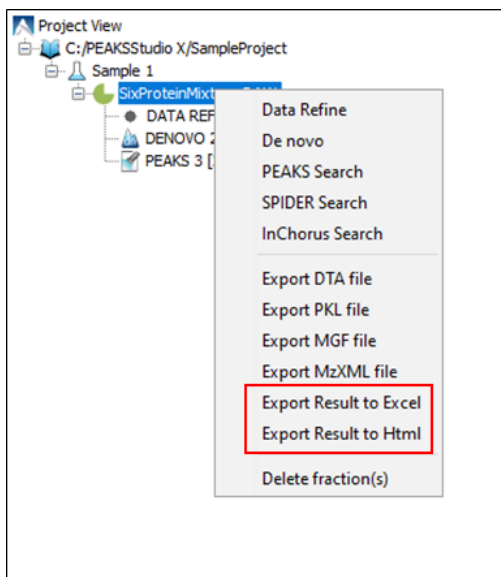 Project View
C:/PEAKSStudio X/SampleProject
Sample 1
DATA REF
DENOVO 2
PEAKS 3 [
Data Refine
De novo
PEAKS Search
SPIDER Search
InChorus Search
Export DTA file
Export PKL file
Export MGF file
Export MzXML file
Export Result to Excel
Export Result to Html
Delete fraction(s)